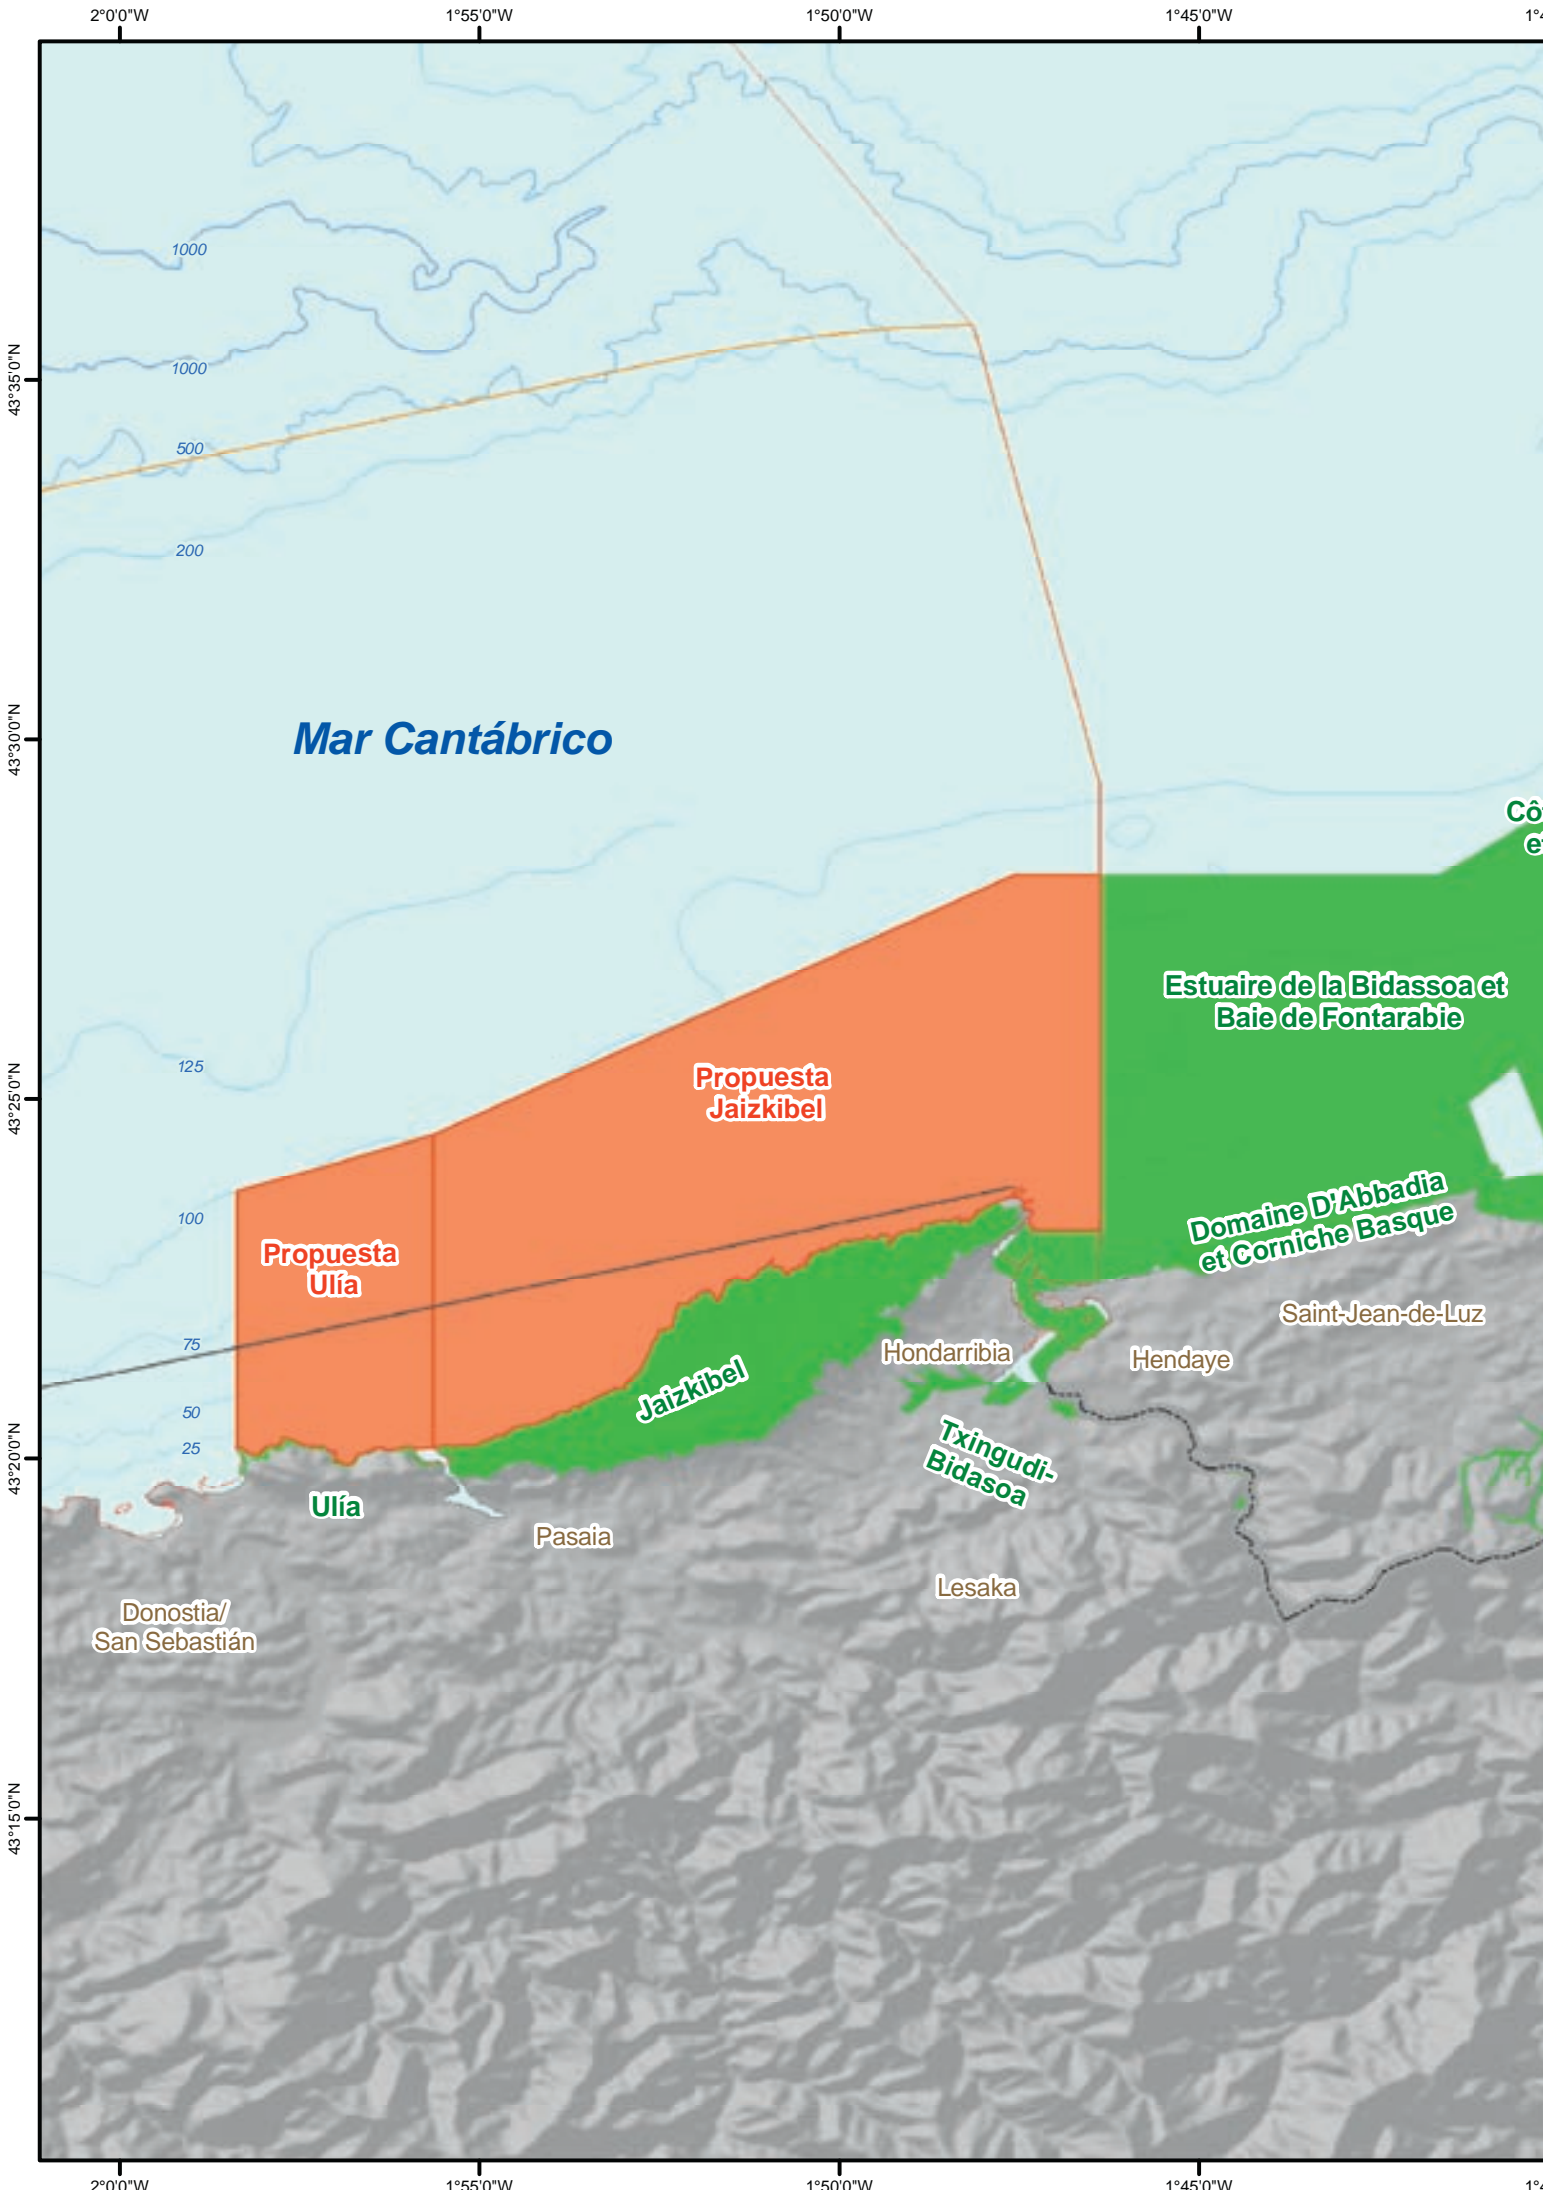 2°0'0"W
1°55'0"W
1°50'0"W
1°45'0"W
1000
1000
43°35'0"N
500
200
43°30'0"N
Mar Cantábrico
Estuaire de la Bidassoa et
Baie de Fontarabie
125
Propuesta
Jaizkibel
43°25'0"N
100
Domaine D'Abbadia
et Corniche Basque
Propuesta
Ulía
Saint-Jean-de-Luz
75
Hondarribia
Hendaye
Jaizkibel
50
25
43°20'0"N
Txingudi-
Bidasoa
Ulía
Pasaia
Lesaka
Donostia/
San Sebastián
43°15'0"N
2°0'0"W
1°55'0"W
1°50'0"W
1°45'0"W